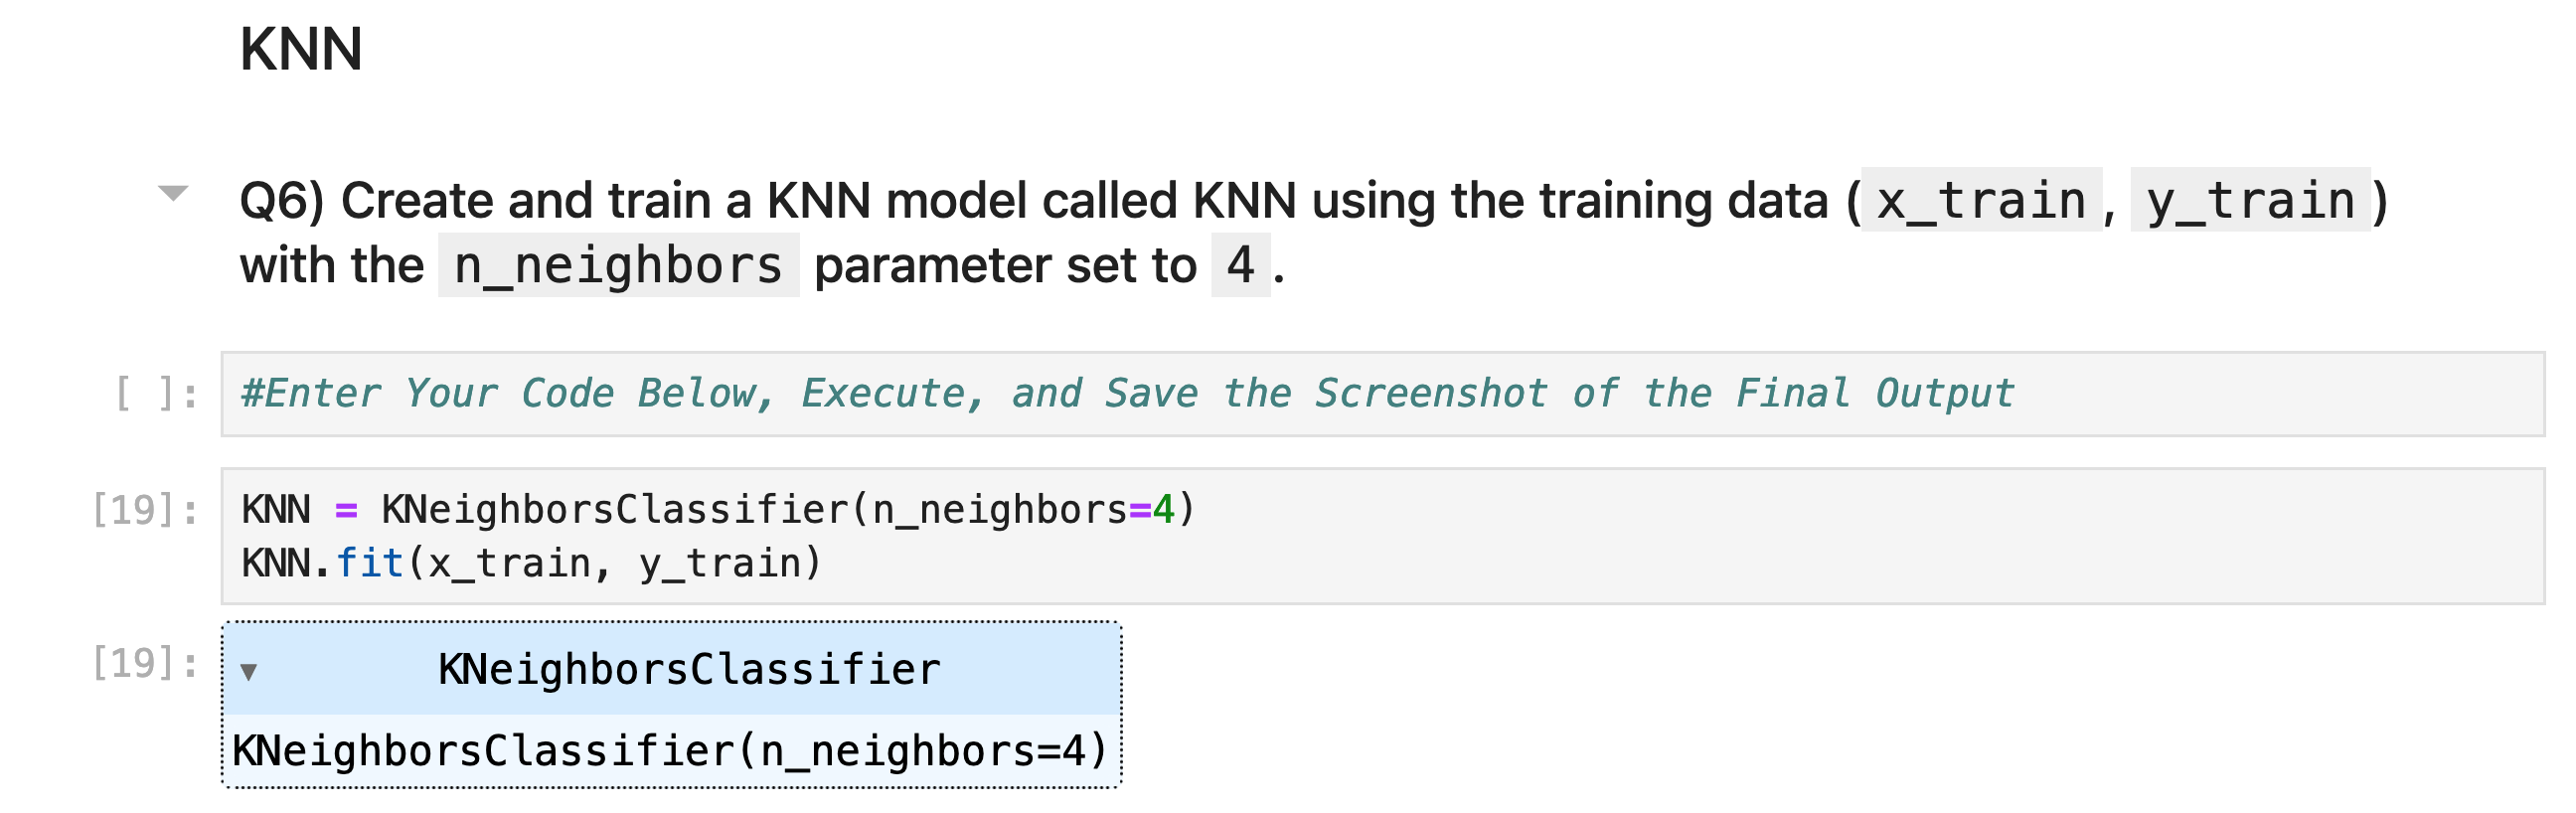 KNN
Q6) Create and train a KNN model called KNN using the training data (x_train, y_train)
with the n_neighbors parameter set to 4.
[ ]: #Enter Your Code Below, Execute, and Save the Screenshot of the Final Output
[19]: KNN = KNeighborsClassifier(n_neighbors=4)
KNN.fit(x_train, y_train)
[19]: ▼ KNeighborsClassifier
KNeighborsClassifier(n_neighbors=4)